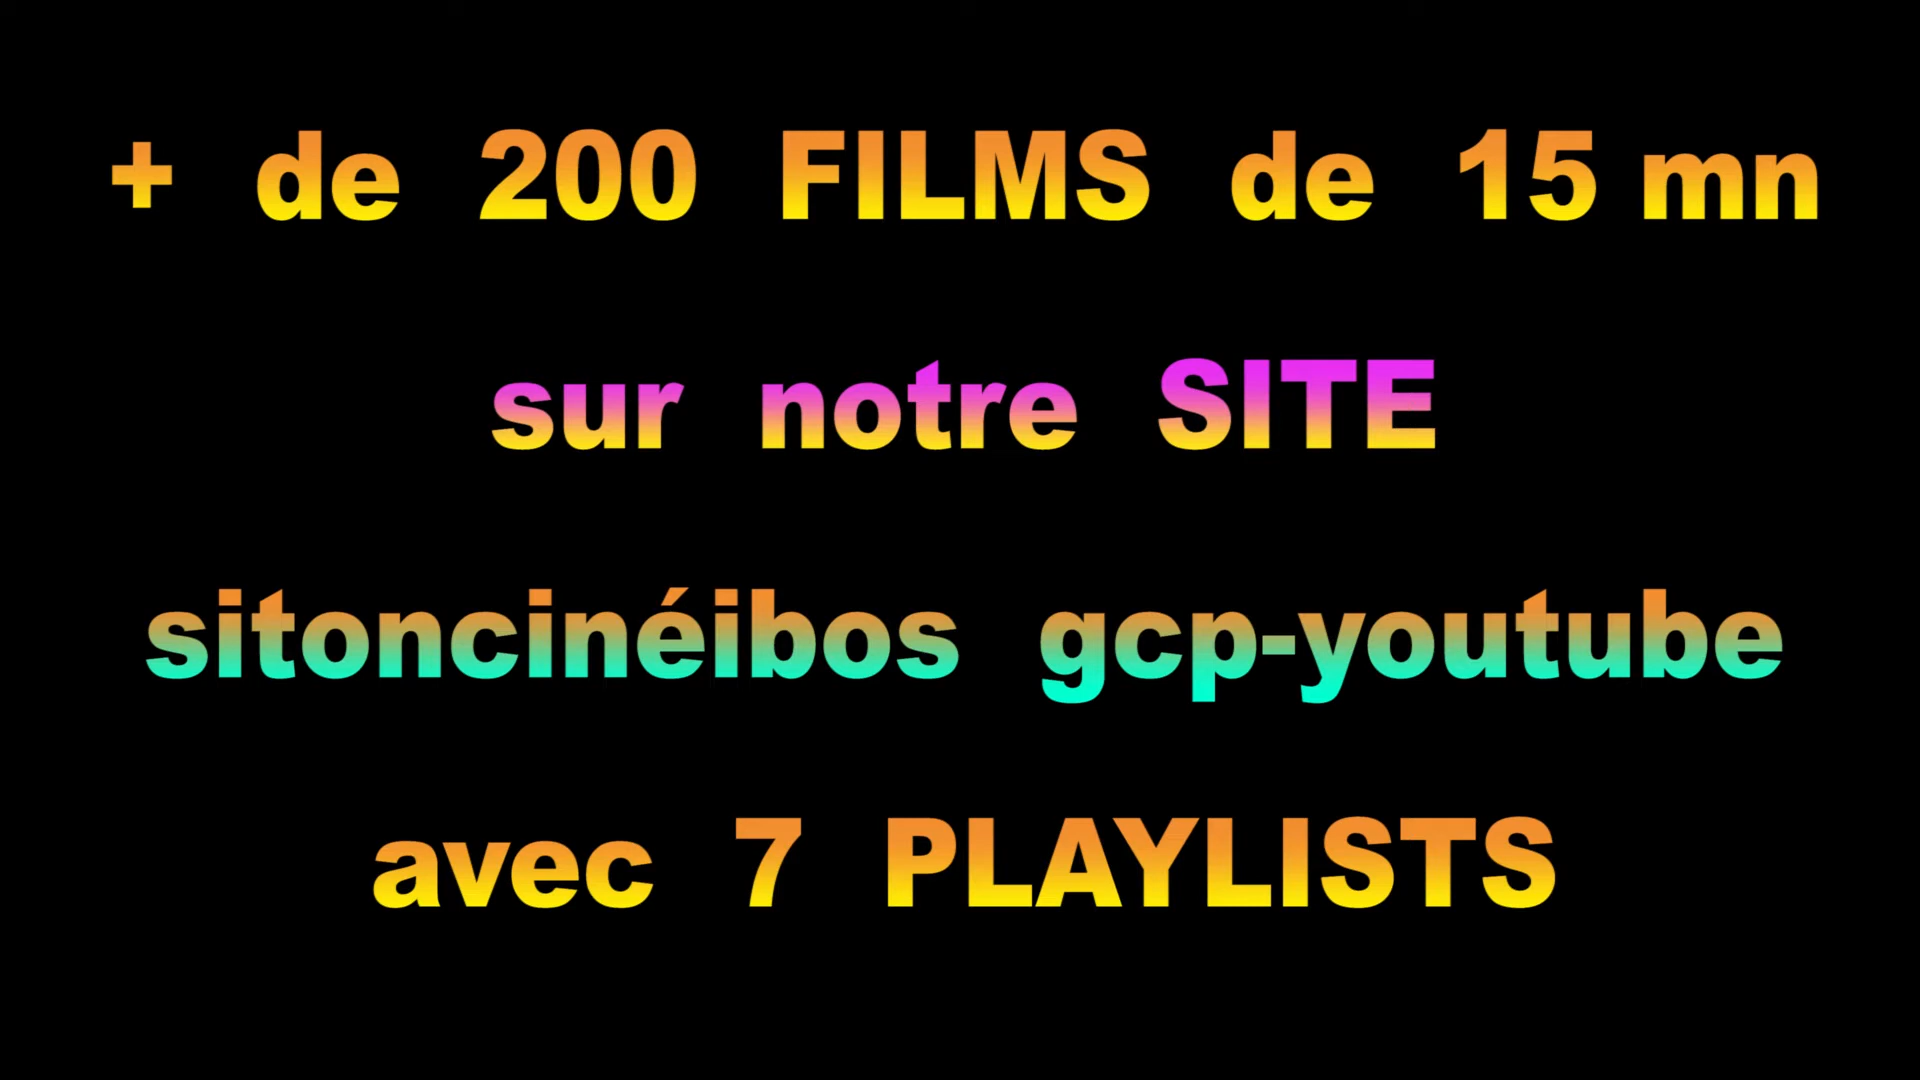 + de 200 FILMS de 15 mn
sur notre SITE
sitoncinéibos gcp-youtube
avec 7 PLAYLISTS